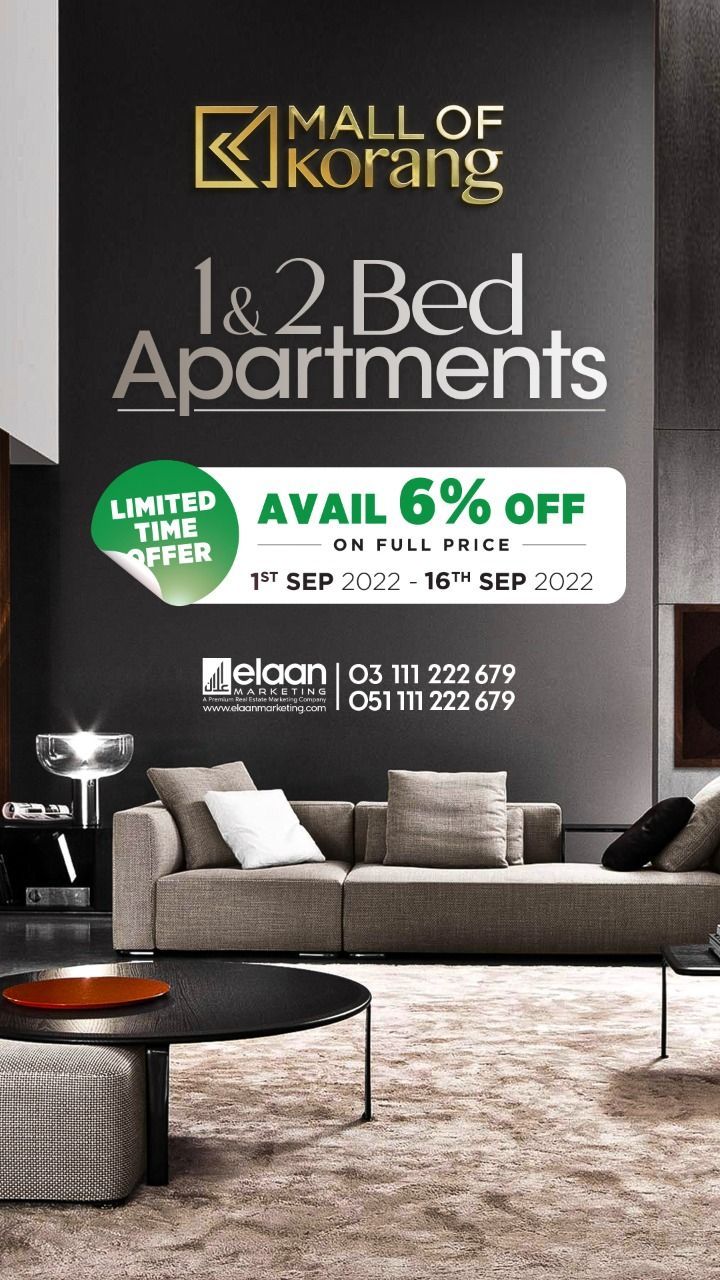 MALL OF
Korang
1 & 2 Bed
Apartments
LIMITED
TIME
OFFER
AVAIL 6% OFF
ON FULL PRICE
1ST SEP 2022 - 16TH SEP 2022
elaan
MARKETING
A Premium Real Estate Marketing Company
www.elaanmarketing.com
03 111 222 679
051 111 222 679